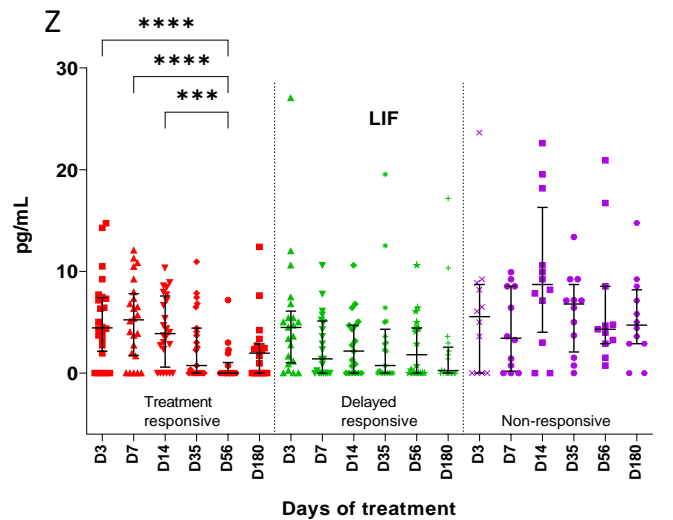 Z
****
****
***
LIF
pg/mL
30
20
10
0
Treatment responsive
Delayed responsive
Non-responsive
D3 D7 D14 D35 D56 D180 D3 D7 D14 D35 D56 D180 D3 D7 D14 D35 D56 D180
Days of treatment